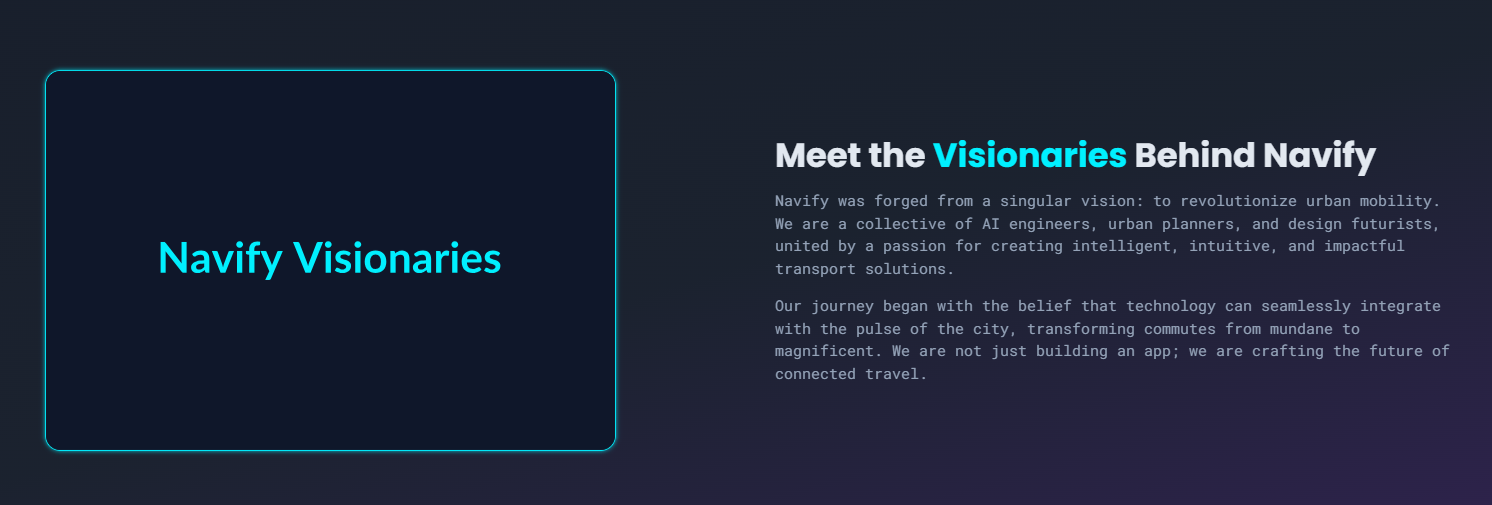 Navify Visionaries
Meet the Visionaries Behind Navify
Navify was forged from a singular vision: to revolutionize urban mobility.
We are a collective of AI engineers, urban planners, and design futurists,
united by a passion for creating intelligent, intuitive, and impactful
transport solutions.
Our journey began with the belief that technology can seamlessly integrate
with the pulse of the city, transforming commutes from mundane to
magnificent. We are not just building an app; we are crafting the future of
connected travel.